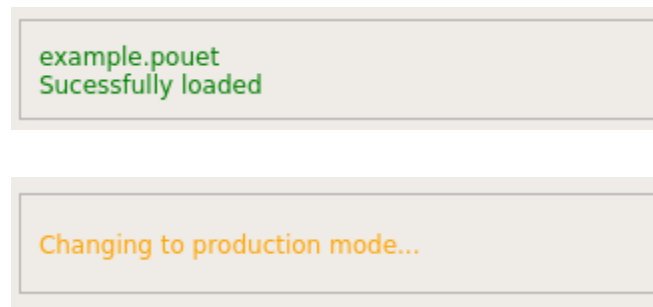 example.pouet
Sucessfully loaded
Changing to production mode...